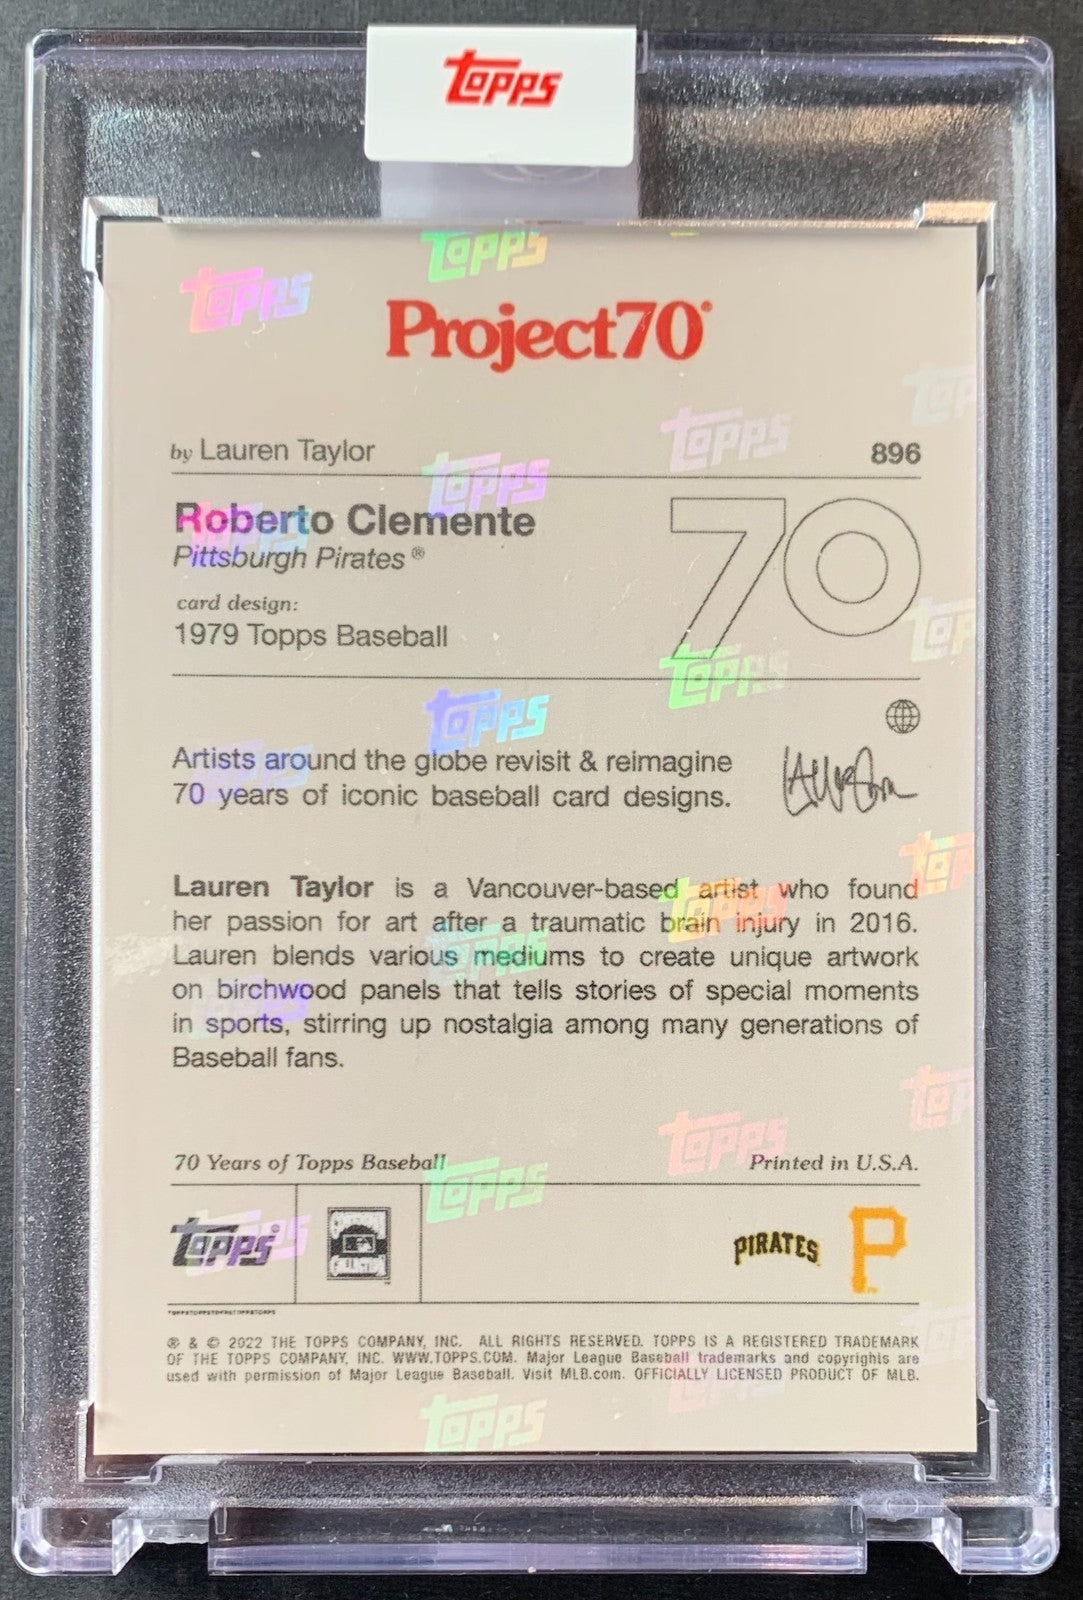 Topps
Project70®
by Lauren Taylor
896
Roberto Clemente
Pittsburgh Pirates ®
card design:
1979 Topps Baseball
70
Artists around the globe revisit & reimagine
70 years of iconic baseball card designs.
Lauren Taylor is a Vancouver-based artist who found
her passion for art after a traumatic brain injury in 2016.
Lauren blends various mediums to create unique artwork
on birchwood panels that tells stories of special moments
in sports, stirring up nostalgia among many generations of
Baseball fans.
70 Years of Topps Baseball
Printed in U.S.A.
Topps®
PIRATES
P
® & © 2022 THE TOPPS COMPANY, INC. ALL RIGHTS RESERVED. TOPPS IS A REGISTERED TRADEMARK
OF THE TOPPS COMPANY, INC. WWW.TOPPS.COM. Major League Baseball trademarks and copyrights are
used with permission of Major League Baseball. Visit MLB.com. OFFICIALLY LICENSED PRODUCT OF MLB.